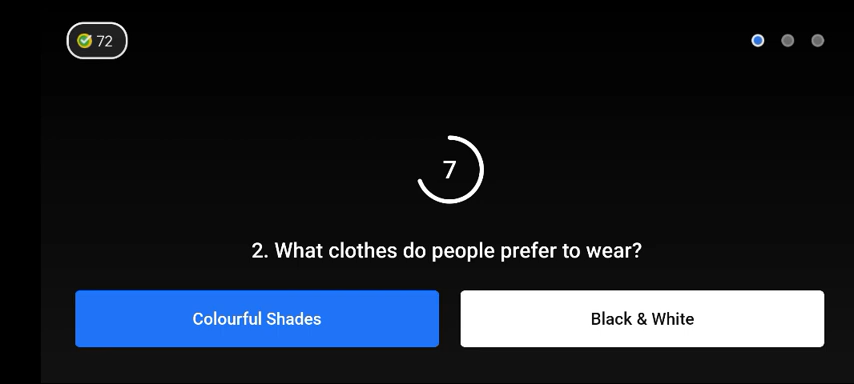 72
7
2. What clothes do people prefer to wear?
Colourful Shades
Black & White